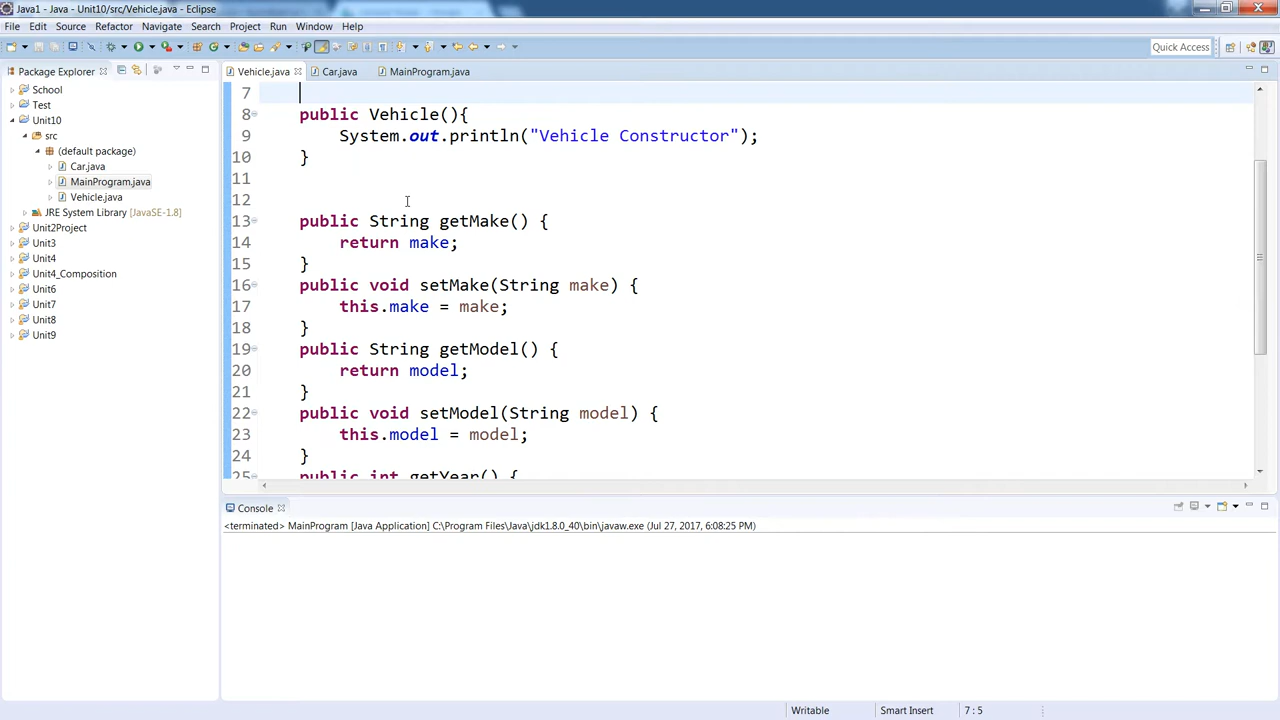 Java1 - Java - Unit10/src/Vehicle.java - Eclipse
File Edit Source Refactor Navigate Search Project Run Window Help
Quick Access
Package Explorer
School
Test
Unit10
src
(default package)
Car.java
MainProgram.java
Vehicle.java
JRE System Library [JavaSE-1.8]
Unit2Project
Unit3
Unit4
Unit4_Composition
Unit6
Unit7
Unit8
Unit9
Vehicle.java Car.java MainProgram.java
7
8 public Vehicle(){
9 System.out.println("Vehicle Constructor");
10 }
11
12
13 public String getMake() {
14 return make;
15 }
16 public void setMake(String make) {
17 this.make = make;
18 }
19 public String getModel() {
20 return model;
21 }
22 public void setModel(String model) {
23 this.model = model;
24 }
25 public int getYear() {
Console
<terminated> MainProgram [Java Application] C:\Program Files\Java\jdk1.8.0_40\bin\javaw.exe (Jul 27, 2017, 6:08:25 PM)
Writable Smart Insert 7 : 5